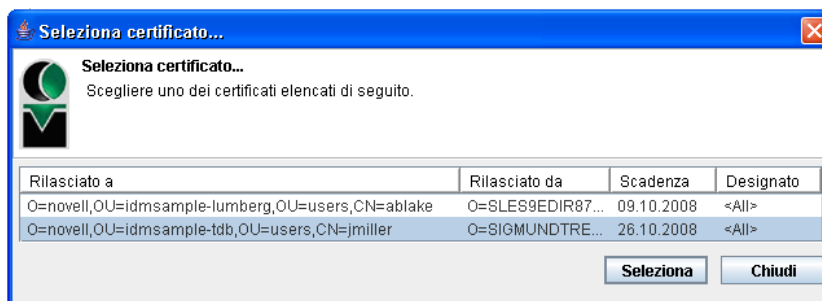 Seleziona certificato...
Seleziona certificato...
Scegliere uno dei certificati elencati di seguito.
Rilasciato a Rilasciato da Scadenza Designato
O=novell,OU=idmsample-lumberg,OU=users,CN=ablake O=SLES9EDIR87... 09.10.2008 <All>
O=novell,OU=idmsample-tdb,OU=users,CN=jmiller O=SIGMUNDTRE... 26.10.2008 <All>
Seleziona Chiudi